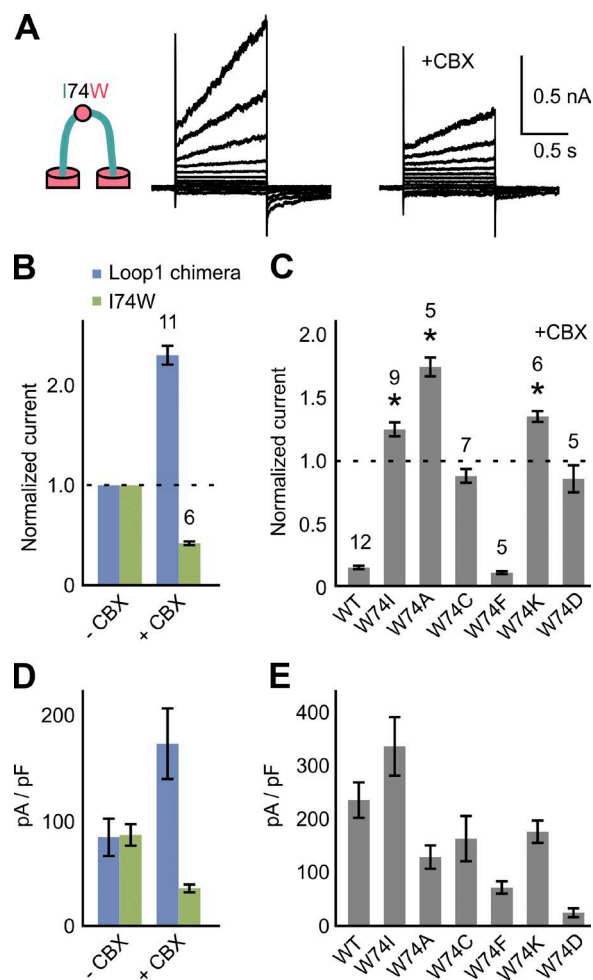 A
I74W
+CBX
0.5 nA
0.5 s
B
Loop1 chimera
I74W
Normalized current
2.0
1.0
0
11
6
- CBX
+ CBX
C
+CBX
Normalized current
2.0
1.5
1.0
0.5
0
12
9
*
5
*
7
5
6
*
5
WT
W74I
W74A
W74C
W74F
W74K
W74D
D
pA / pF
200
100
0
- CBX
+ CBX
E
pA / pF
400
300
200
100
0
WT
W74I
W74A
W74C
W74F
W74K
W74D